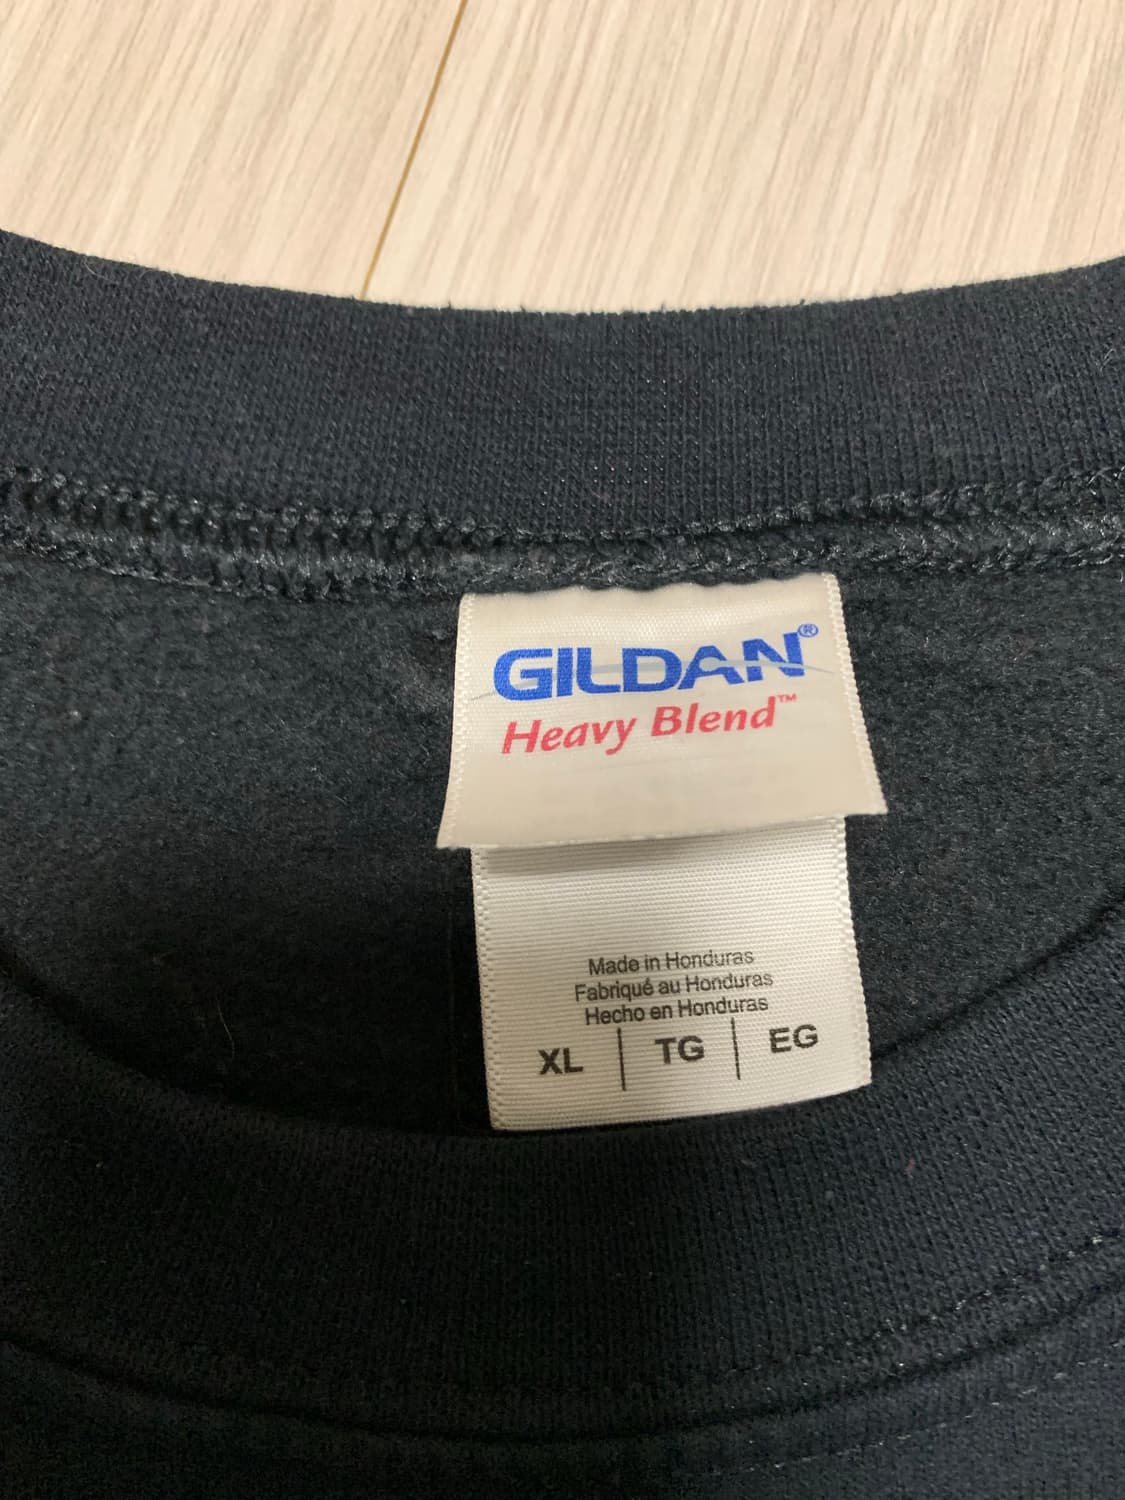 GILDAN®
Heavy Blend™
Made in Honduras
Fabriqué au Honduras
Hecho en Honduras
XL | TG | EG